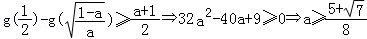 g(1/2)-g(√((1-a)/a))⩾(a+1)/2⇒32a²-40a+9⩾0⇒a⩾(5+√7)/8